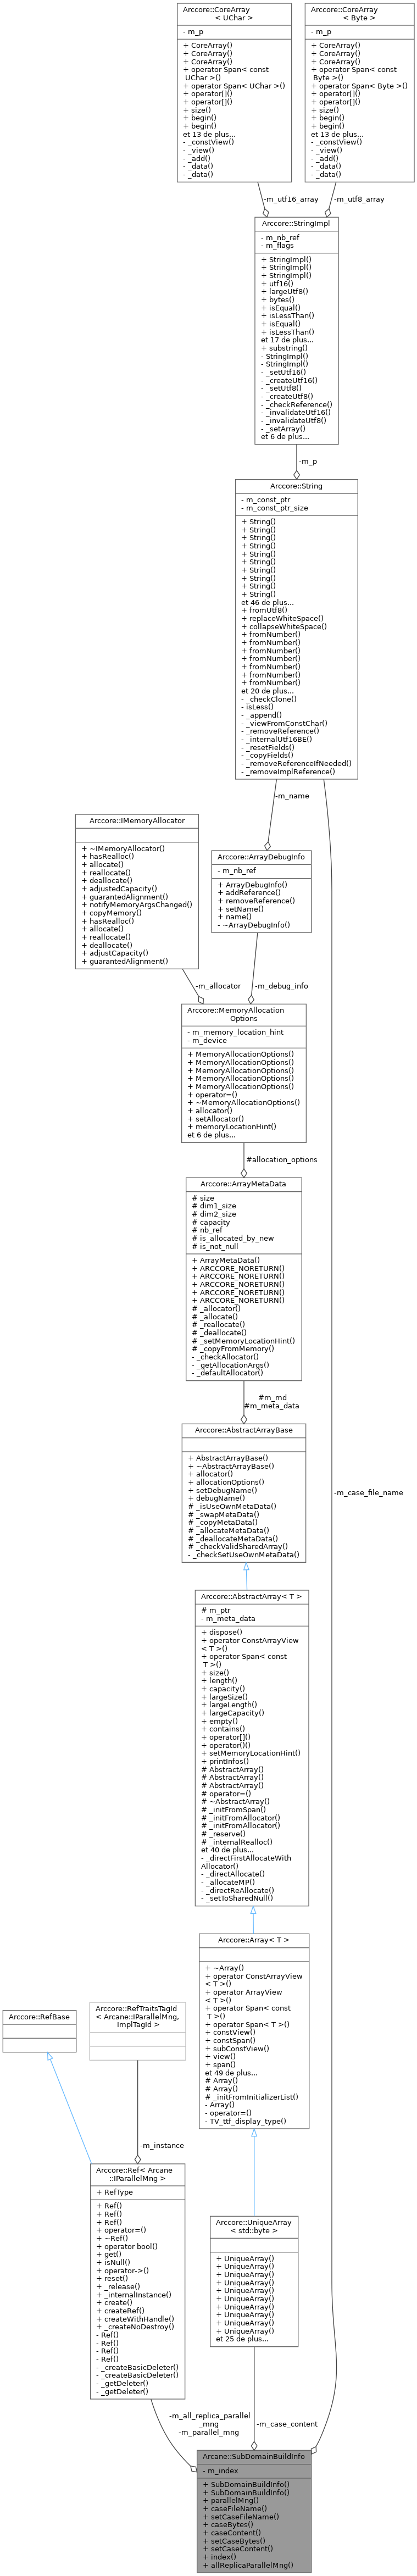 Arccore::CoreArray
< UChar >
- m_p
+ CoreArray()
+ CoreArray()
+ CoreArray()
+ operator Span< const
UChar >()
+ operator Span< UChar >()
+ operator[]()
+ operator[]()
+ size()
+ begin()
+ begin()
et 13 de plus...
- _constView()
- _view()
- _add()
- _data()
- _data()
Arccore::CoreArray
< Byte >
- m_p
+ CoreArray()
+ CoreArray()
+ CoreArray()
+ operator Span< const
Byte >()
+ operator Span< Byte >()
+ operator[]()
+ operator[]()
+ size()
+ begin()
+ begin()
et 13 de plus...
- _constView()
- _view()
- _add()
- _data()
- _data()
-m_utf16_array
-m_utf8_array
Arccore::StringImpl
- m_nb_ref
- m_flags
+ StringImpl()
+ StringImpl()
+ StringImpl()
+ utf16()
+ largeUtf8()
+ bytes()
+ isEqual()
+ isLessThan()
+ isEqual()
+ isLessThan()
et 17 de plus...
+ substring()
- StringImpl()
- StringImpl()
- _setUtf16()
- _createUtf16()
- _setUtf8()
- _createUtf8()
- _checkReference()
- _invalidateUtf16()
- _invalidateUtf8()
- _setArray()
et 6 de plus...
-m_p
Arccore::String
- m_const_ptr
- m_const_ptr_size
+ String()
+ String()
+ String()
+ String()
+ String()
+ String()
+ String()
+ String()
+ String()
+ String()
et 46 de plus...
+ fromUtf8()
+ replaceWhiteSpace()
+ collapseWhiteSpace()
+ fromNumber()
+ fromNumber()
+ fromNumber()
+ fromNumber()
+ fromNumber()
+ fromNumber()
+ fromNumber()
et 20 de plus...
- _checkClone()
- isLess()
- _append()
- _viewFromConstChar()
- _removeReference()
- _internalUtf16BE()
- _resetFields()
- _copyFields()
- _removeReferenceIfNeeded()
- _removeImplReference()
-m_name
Arccore::IMemoryAllocator
+ ~IMemoryAllocator()
+ hasRealloc()
+ allocate()
+ reallocate()
+ deallocate()
+ adjustedCapacity()
+ guarantedAlignment()
+ notifyMemoryArgsChanged()
+ copyMemory()
+ hasRealloc()
+ allocate()
+ reallocate()
+ deallocate()
+ adjustCapacity()
+ guarantedAlignment()
Arccore::ArrayDebugInfo
- m_nb_ref
+ ArrayDebugInfo()
+ addReference()
+ removeReference()
+ setName()
+ name()
- ~ArrayDebugInfo()
-m_allocator
-m_debug_info
Arccore::MemoryAllocation
Options
- m_memory_location_hint
- m_device
+ MemoryAllocationOptions()
+ MemoryAllocationOptions()
+ MemoryAllocationOptions()
+ MemoryAllocationOptions()
+ MemoryAllocationOptions()
+ operator=()
+ ~MemoryAllocationOptions()
+ allocator()
+ setAllocator()
+ memoryLocationHint()
et 6 de plus...
#allocation_options
Arccore::ArrayMetaData
# size
# dim1_size
# dim2_size
# capacity
# nb_ref
# is_allocated_by_new
# is_not_null
+ ArrayMetaData()
+ ARCCORE_NORETURN()
+ ARCCORE_NORETURN()
+ ARCCORE_NORETURN()
+ ARCCORE_NORETURN()
+ ARCCORE_NORETURN()
# _allocator()
# _allocate()
# _reallocate()
# _deallocate()
# _setMemoryLocationHint()
# _copyFromMemory()
- _checkAllocator()
- _getAllocationArgs()
- _defaultAllocator()
#m_md
#m_meta_data
Arccore::AbstractArrayBase
+ AbstractArrayBase()
+ ~AbstractArrayBase()
+ allocator()
+ allocationOptions()
+ setDebugName()
+ debugName()
# _isUseOwnMetaData()
# _swapMetaData()
# _copyMetaData()
# _allocateMetaData()
# _deallocateMetaData()
# _checkValidSharedArray()
- _checkSetUseOwnMetaData()
-m_case_file_name
Arccore::AbstractArray< T >
# m_ptr
- m_meta_data
+ dispose()
+ operator ConstArrayView
< T >()
+ operator Span< const
T >()
+ size()
+ length()
+ capacity()
+ largeSize()
+ largeLength()
+ largeCapacity()
+ empty()
+ contains()
+ operator[]()
+ operator()()
+ setMemoryLocationHint()
+ printInfos()
# AbstractArray()
# AbstractArray()
# AbstractArray()
# operator=()
# ~AbstractArray()
# _initFromSpan()
# _initFromAllocator()
# _initFromAllocator()
# _reserve()
# _internalRealloc()
et 40 de plus...
- _directFirstAllocateWith
Allocator()
- _directAllocate()
- _allocateMP()
- _directReAllocate()
- _setToSharedNull()
Arccore::Array< T >
+ ~Array()
+ operator ConstArrayView
< T >()
+ operator ArrayView
< T >()
+ operator Span< const
T >()
+ operator Span< T >()
+ constView()
+ constSpan()
+ subConstView()
+ view()
+ span()
et 49 de plus...
# Array()
# Array()
# _initFromInitializerList()
- Array()
- operator=()
- TV_ttf_display_type()
Arccore::RefBase
Arccore::RefTraitsTagId
< Arcane::IParallelMng,
ImplTagId >
-m_instance
Arccore::Ref< Arcane
::IParallelMng >
+ RefType
+ Ref()
+ Ref()
+ Ref()
+ operator=()
+ ~Ref()
+ operator bool()
+ get()
+ isNull()
+ operator->()
+ reset()
+ _release()
+ _internalInstance()
+ create()
+ createRef()
+ createWithHandle()
+ _createNoDestroy()
- Ref()
- Ref()
- Ref()
- Ref()
- _createBasicDeleter()
- _createBasicDeleter()
- _getDeleter()
- _getDeleter()
Arccore::UniqueArray
< std::byte >
+ UniqueArray()
+ UniqueArray()
+ UniqueArray()
+ UniqueArray()
+ UniqueArray()
+ UniqueArray()
+ UniqueArray()
+ UniqueArray()
+ UniqueArray()
+ UniqueArray()
et 25 de plus...
-m_all_replica_parallel
_mng
-m_parallel_mng
-m_case_content
Arcane::SubDomainBuildInfo
- m_index
+ SubDomainBuildInfo()
+ SubDomainBuildInfo()
+ parallelMng()
+ caseFileName()
+ setCaseFileName()
+ caseBytes()
+ caseContent()
+ setCaseBytes()
+ setCaseContent()
+ index()
+ allReplicaParallelMng()